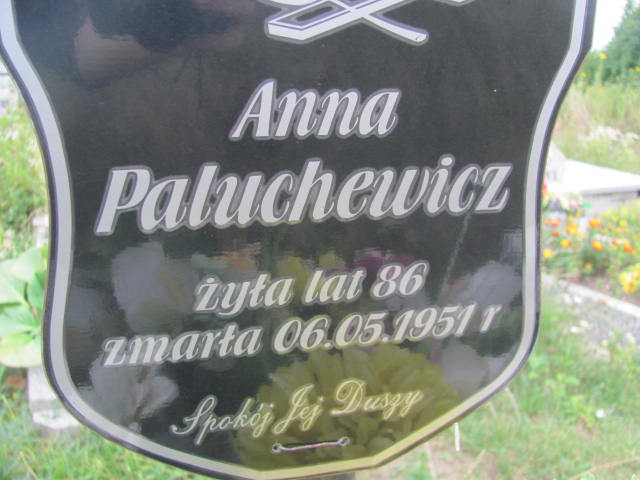 Anna
Paluchewicz
żyła lat 86
zmarła 06.05.1951 r
Spokój Jej Duszy